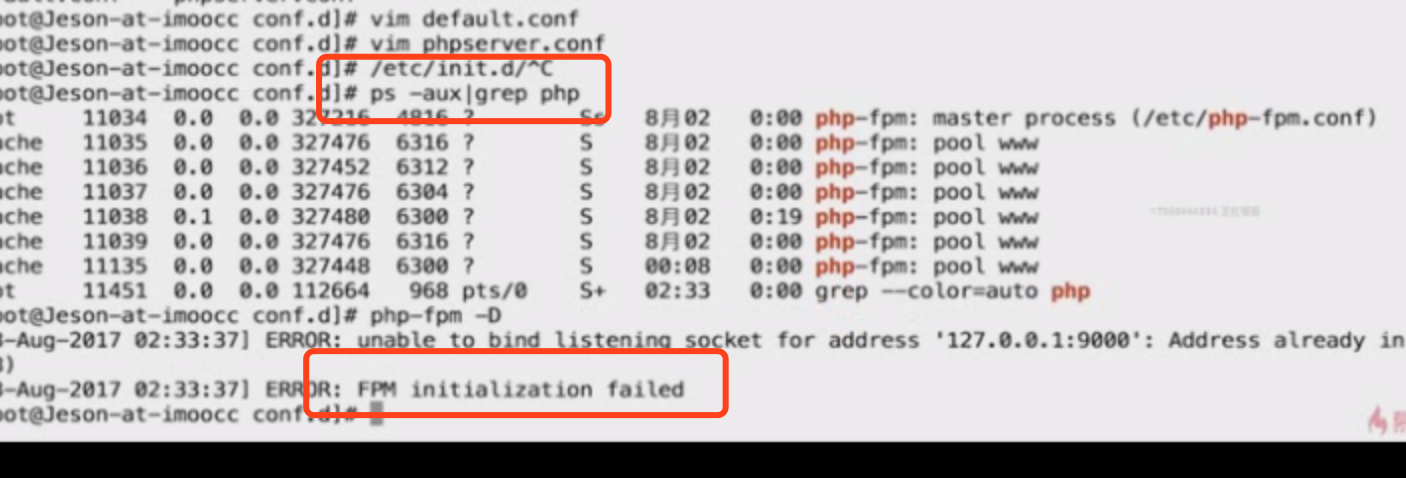 ot@Jeson-at-imoocc conf.d]# vim default.conf
ot@Jeson-at-imoocc conf.d]# vim phpserver.conf
ot@Jeson-at-imoocc conf.d]# /etc/init.d/^C
ot@Jeson-at-imoocc conf.d]# ps -aux|grep php
ot 11034 0.0 0.0 327216 4816 ? Ss 8月02 0:00 php-fpm: master process (/etc/php-fpm.conf)
ache 11035 0.0 0.0 327476 6316 ? S 8月02 0:00 php-fpm: pool www
ache 11036 0.0 0.0 327452 6312 ? S 8月02 0:00 php-fpm: pool www
ache 11037 0.0 0.0 327476 6304 ? S 8月02 0:00 php-fpm: pool www
ache 11038 0.1 0.0 327480 6300 ? S 8月02 0:19 php-fpm: pool www
ache 11039 0.0 0.0 327476 6316 ? S 8月02 0:00 php-fpm: pool www
ache 11135 0.0 0.0 327448 6300 ? S 00:08 0:00 php-fpm: pool www
ot 11451 0.0 0.0 112664 968 pts/0 S+ 02:33 0:00 grep --color=auto php
ot@Jeson-at-imoocc conf.d]# php-fpm -D
-Aug-2017 02:33:37] ERROR: unable to bind listening socket for address '127.0.0.1:9000': Address already in
)
-Aug-2017 02:33:37] ERROR: FPM initialization failed
ot@Jeson-at-imoocc conf.d]#